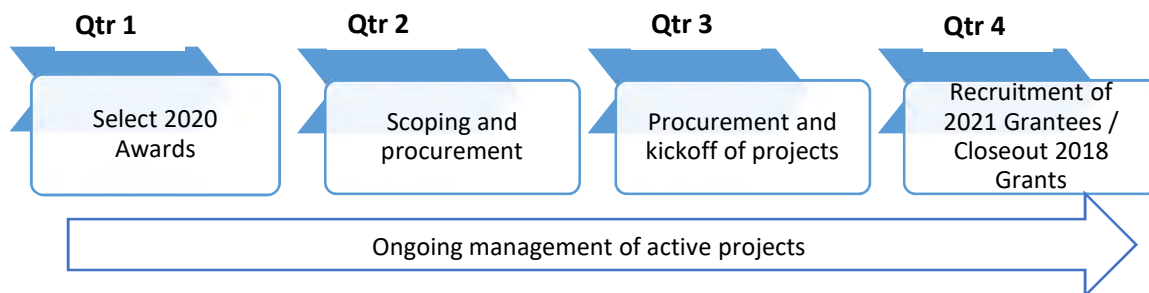 Qtr 1
Qtr 2
Qtr 3
Qtr 4
Select 2020
Awards
Scoping and
procurement
Procurement and
kickoff of projects
Recruitment of
2021 Grantees /
Closeout 2018
Grants
Ongoing management of active projects